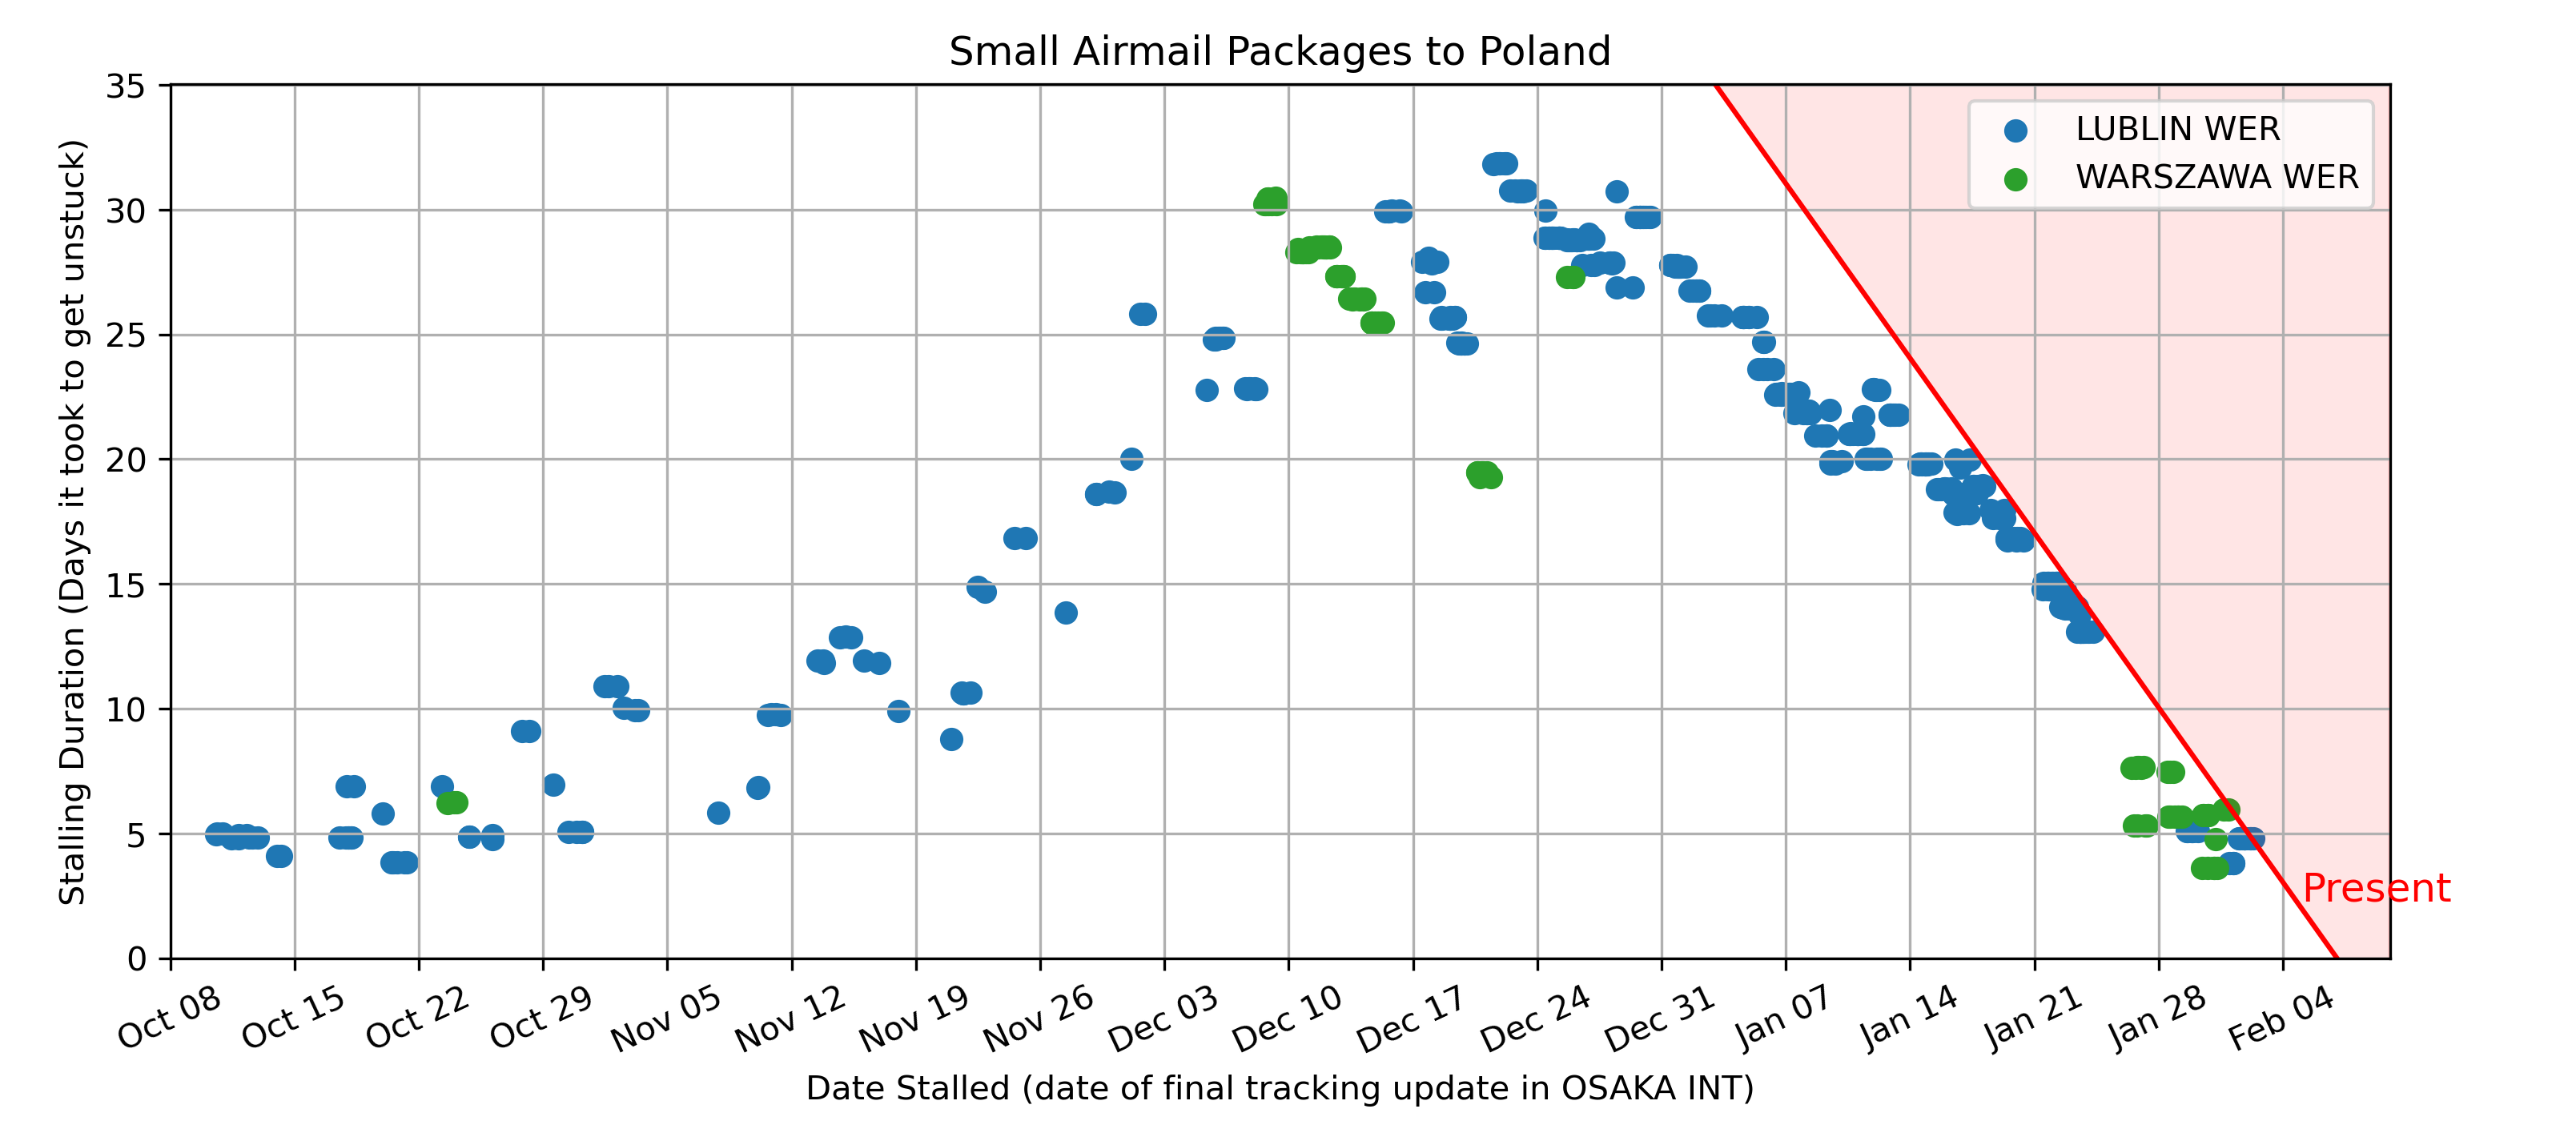 Small Airmail Packages to Poland
35
30
25
20
15
10
5
0
Stalling Duration (Days it took to get unstuck)
LUBLIN WER
WARSZAWA WER
Present
Oct 08
Oct 15
Oct 22
Oct 29
Nov 05
Nov 12
Nov 19
Nov 26
Dec 03
Dec 10
Dec 17
Dec 24
Dec 31
Jan 07
Jan 14
Jan 21
Jan 28
Feb 04
Date Stalled (date of final tracking update in OSAKA INT)